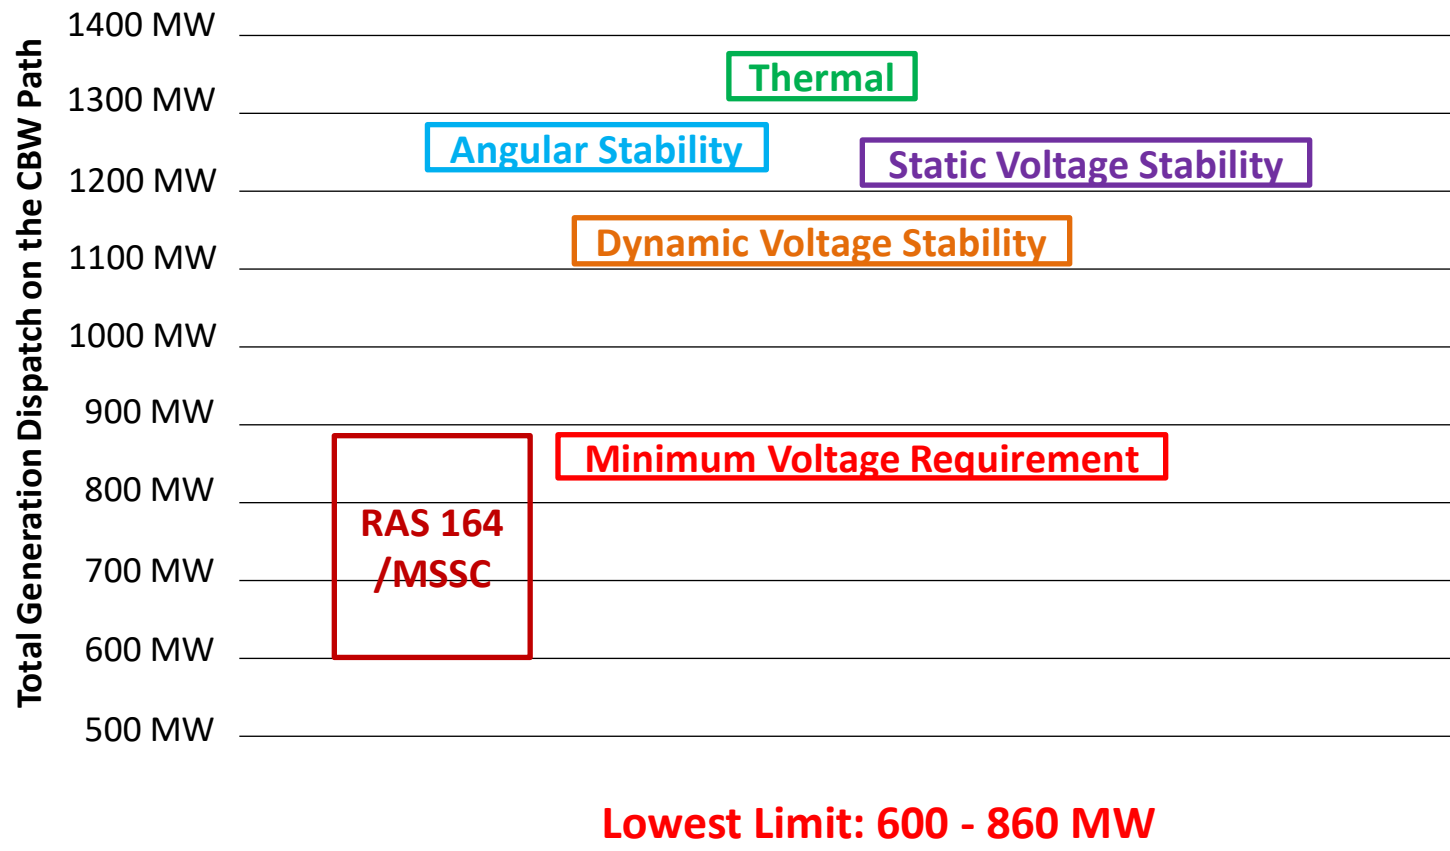 Total Generation Dispatch on the CBW Path
1400 MW
Thermal
1300 MW
Angular Stability
Static Voltage Stability
1200 MW
Dynamic Voltage Stability
1100 MW
1000 MW
900 MW
Minimum Voltage Requirement
800 MW
RAS 164
/MSSC
700 MW
600 MW
500 MW
Lowest Limit: 600 - 860 MW